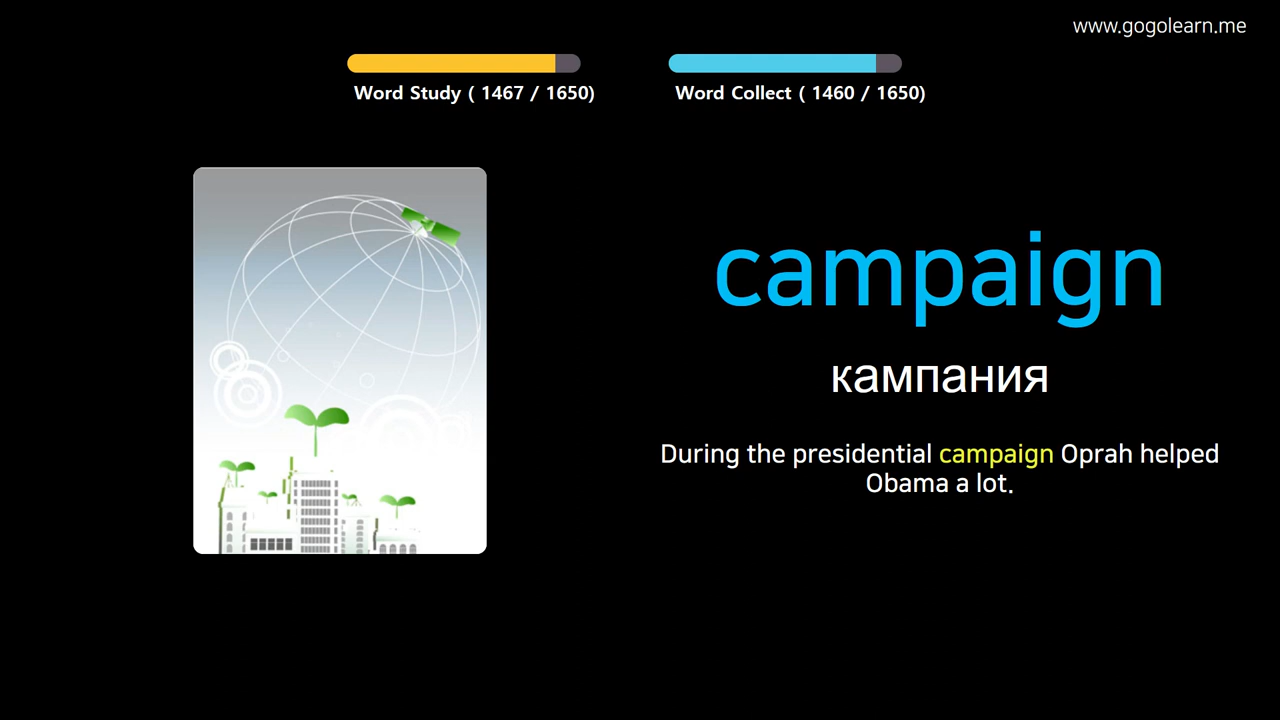 www.gogolearn.me
Word Study ( 1467 / 1650)
Word Collect ( 1460 / 1650)
campaign
кампания
During the presidential campaign Oprah helped
Obama a lot.